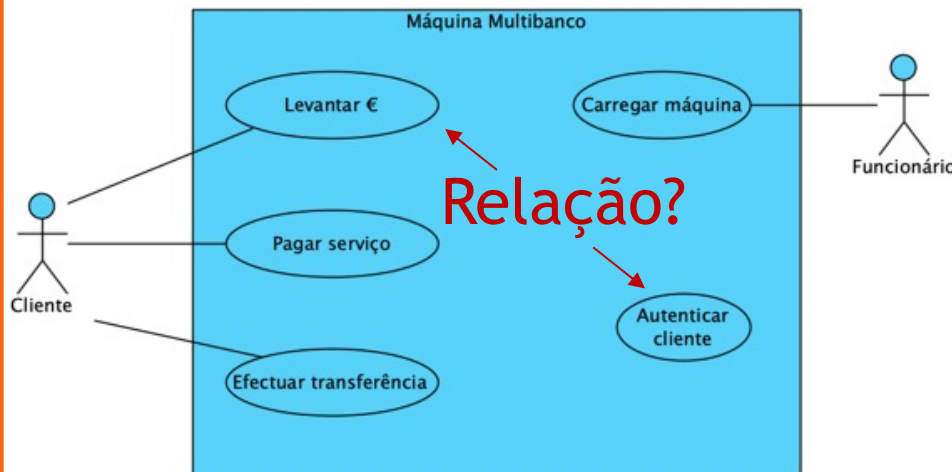 Máquina Multibanco
Levantar €
Carregar máquina
Funcionário
Relação?
Pagar serviço
Cliente
Autenticar
cliente
Efectuar transferência